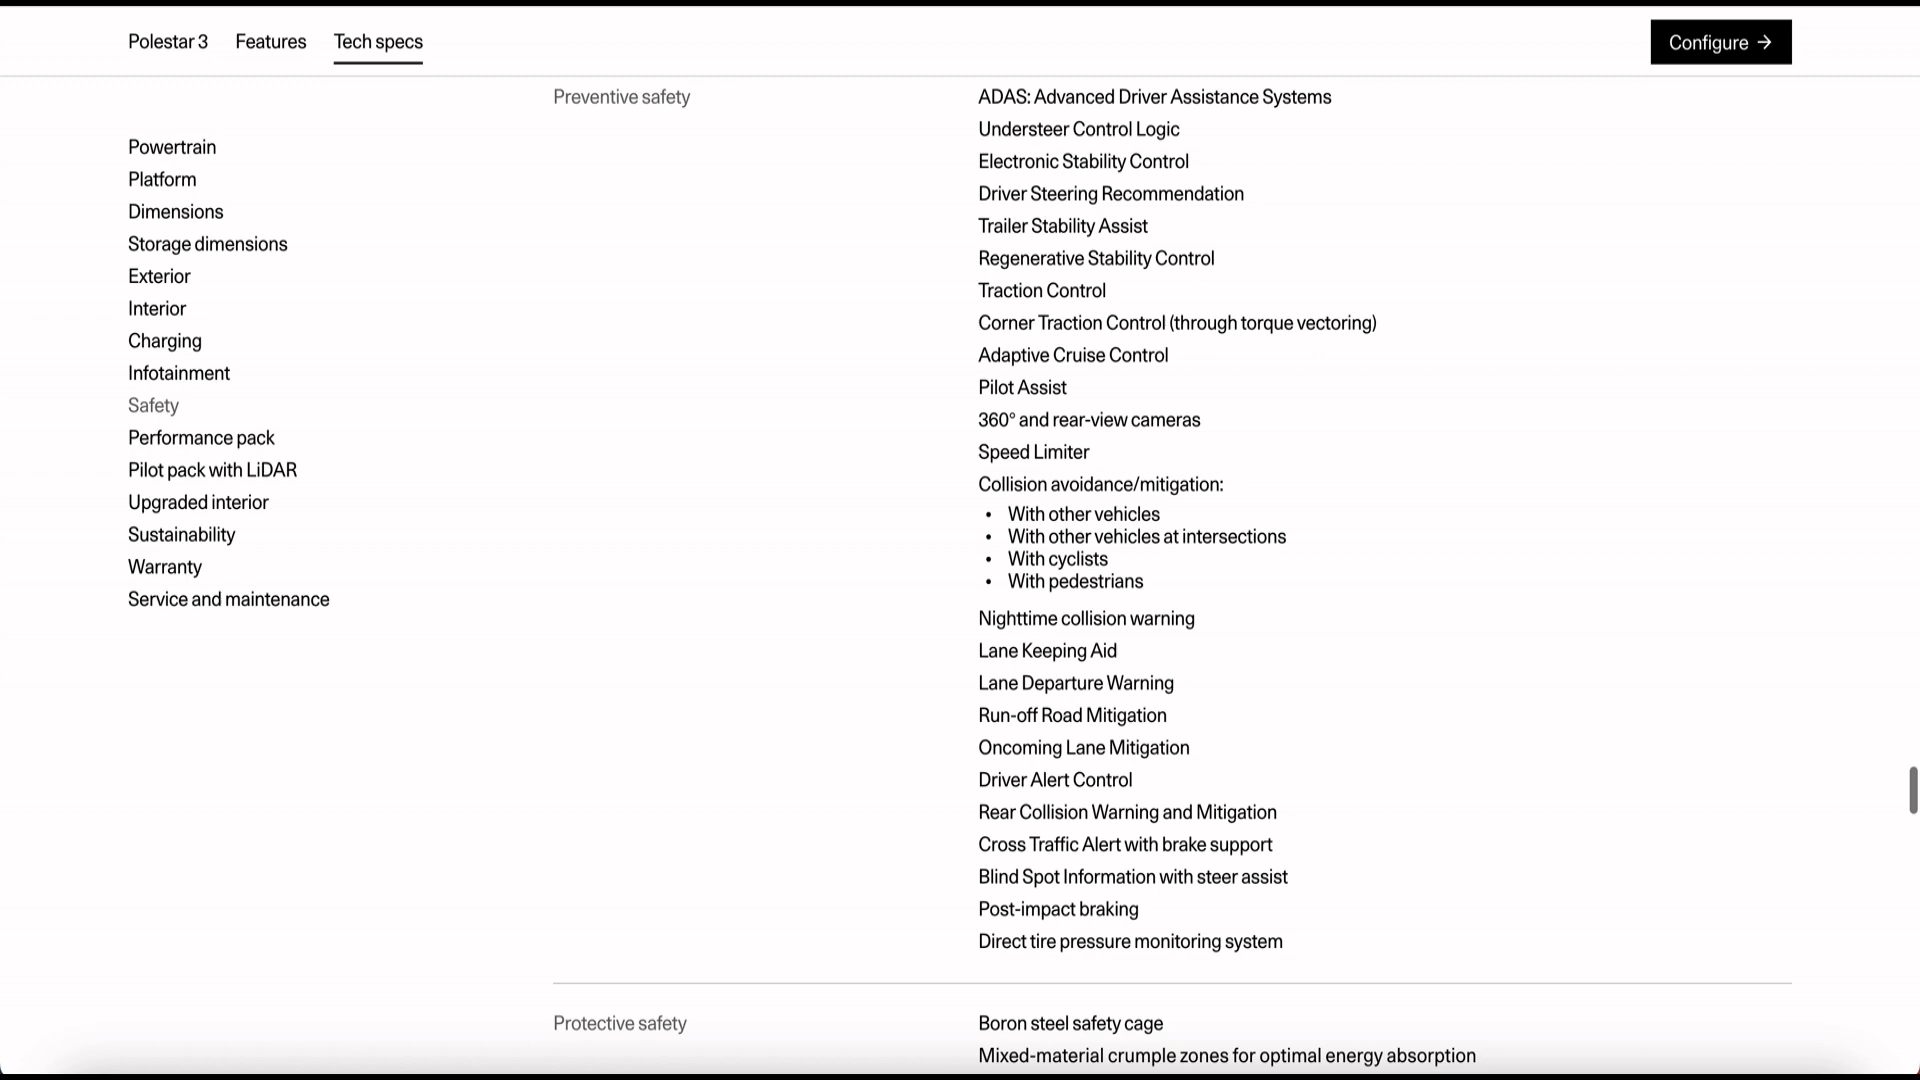 Polestar 3 Features Tech specs Configure →
Powertrain
Platform
Dimensions
Storage dimensions
Exterior
Interior
Charging
Infotainment
Safety
Performance pack
Pilot pack with LiDAR
Upgraded interior
Sustainability
Warranty
Service and maintenance
Preventive safety
ADAS: Advanced Driver Assistance Systems
Understeer Control Logic
Electronic Stability Control
Driver Steering Recommendation
Trailer Stability Assist
Regenerative Stability Control
Traction Control
Corner Traction Control (through torque vectoring)
Adaptive Cruise Control
Pilot Assist
360° and rear-view cameras
Speed Limiter
Collision avoidance/mitigation:
• With other vehicles
• With other vehicles at intersections
• With cyclists
• With pedestrians
Nighttime collision warning
Lane Keeping Aid
Lane Departure Warning
Run-off Road Mitigation
Oncoming Lane Mitigation
Driver Alert Control
Rear Collision Warning and Mitigation
Cross Traffic Alert with brake support
Blind Spot Information with steer assist
Post-impact braking
Direct tire pressure monitoring system
Protective safety
Boron steel safety cage
Mixed-material crumple zones for optimal energy absorption